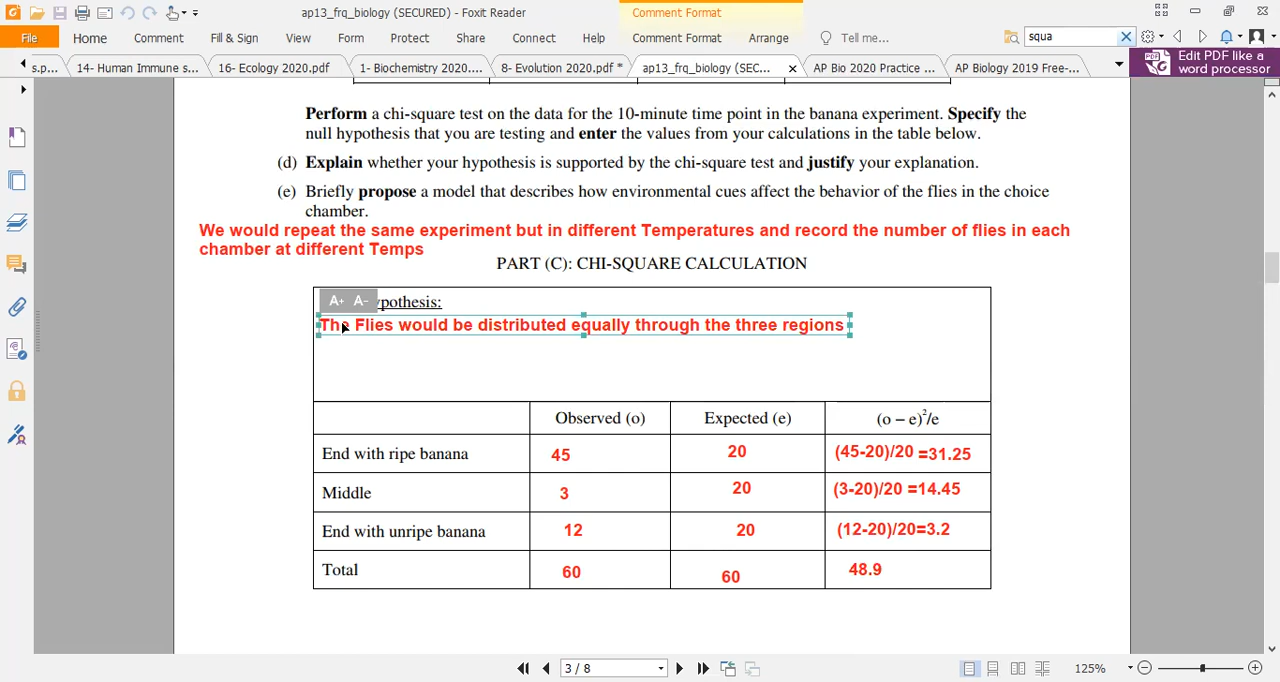 ap13_frq_biology (SECURED) - Foxit Reader
Comment Format
File Home Comment Fill & Sign View Form Protect Share Connect Help Comment Format Arrange Tell me... squa
s.p... 14- Human Immune s... 16- Ecology 2020.pdf 1- Biochemistry 2020.... 8- Evolution 2020.pdf * ap13_frq_biology (SEC... AP Bio 2020 Practice ... AP Biology 2019 Free-...
Edit PDF like a
word processor
Perform a chi-square test on the data for the 10-minute time point in the banana experiment. Specify the
null hypothesis that you are testing and enter the values from your calculations in the table below.
(d) Explain whether your hypothesis is supported by the chi-square test and justify your explanation.
(e) Briefly propose a model that describes how environmental cues affect the behavior of the flies in the choice
chamber.
We would repeat the same experiment but in different Temperatures and record the number of flies in each
chamber at different Temps
PART (C): CHI-SQUARE CALCULATION
A+ A- ypothesis:
The Flies would be distributed equally through the three regions
Observed (o) Expected (e) (o – e)²/e
End with ripe banana 45 20 (45-20)/20 =31.25
Middle 3 20 (3-20)/20 =14.45
End with unripe banana 12 20 (12-20)/20=3.2
Total 60 60 48.9
3 / 8 125%